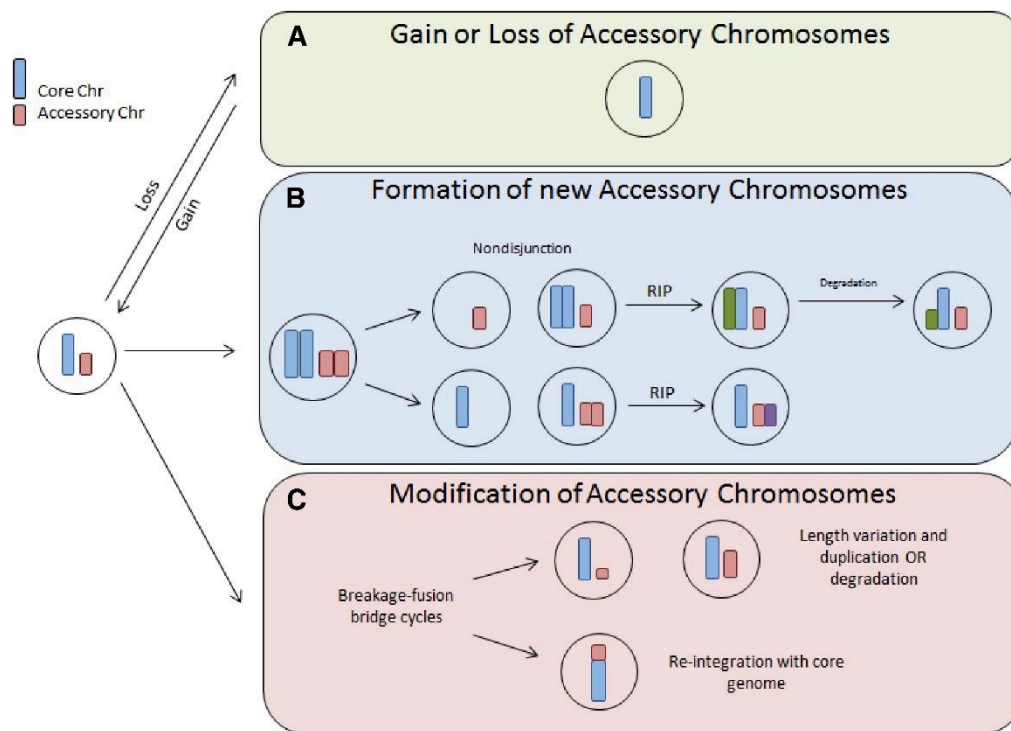 A
Gain or Loss of Accessory Chromosomes
Core Chr
Accessory Chr
Loss
Gain
B
Formation of new Accessory Chromosomes
Nondisjunction
RIP
Degradation
RIP
C
Modification of Accessory Chromosomes
Breakage-fusion
bridge cycles
Length variation and
duplication OR
degradation
Re-integration with core
genome